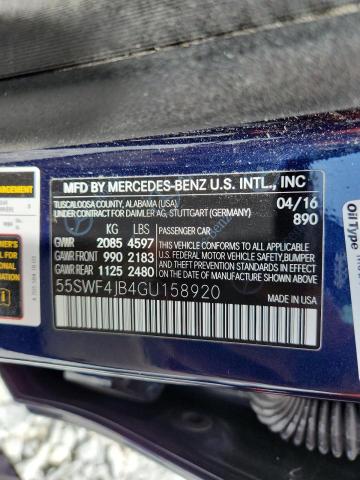 MFD BY MERCEDES-BENZ U.S. INTL., INC
TUSCALOOSA COUNTY, ALABAMA (USA) 04/16
UNDER CONTRACT FOR DAIMLER AG, STUTTGART (GERMANY) 890
KG LBS PASSENGER CAR
GVWR 2085 4597 THIS VEHICLE CONFORMS TO ALL APPLICABLE
GAWR FRONT 990 2183 U.S. FEDERAL MOTOR VEHICLE SAFETY, BUMPER
GAWR REAR 1125 2480 AND THEFT PREVENTION STANDARDS IN EFFECT
ON THE DATE OF MANUFACTURE SHOWN ABOVE.
55SWF4JB4GU158920
OilType